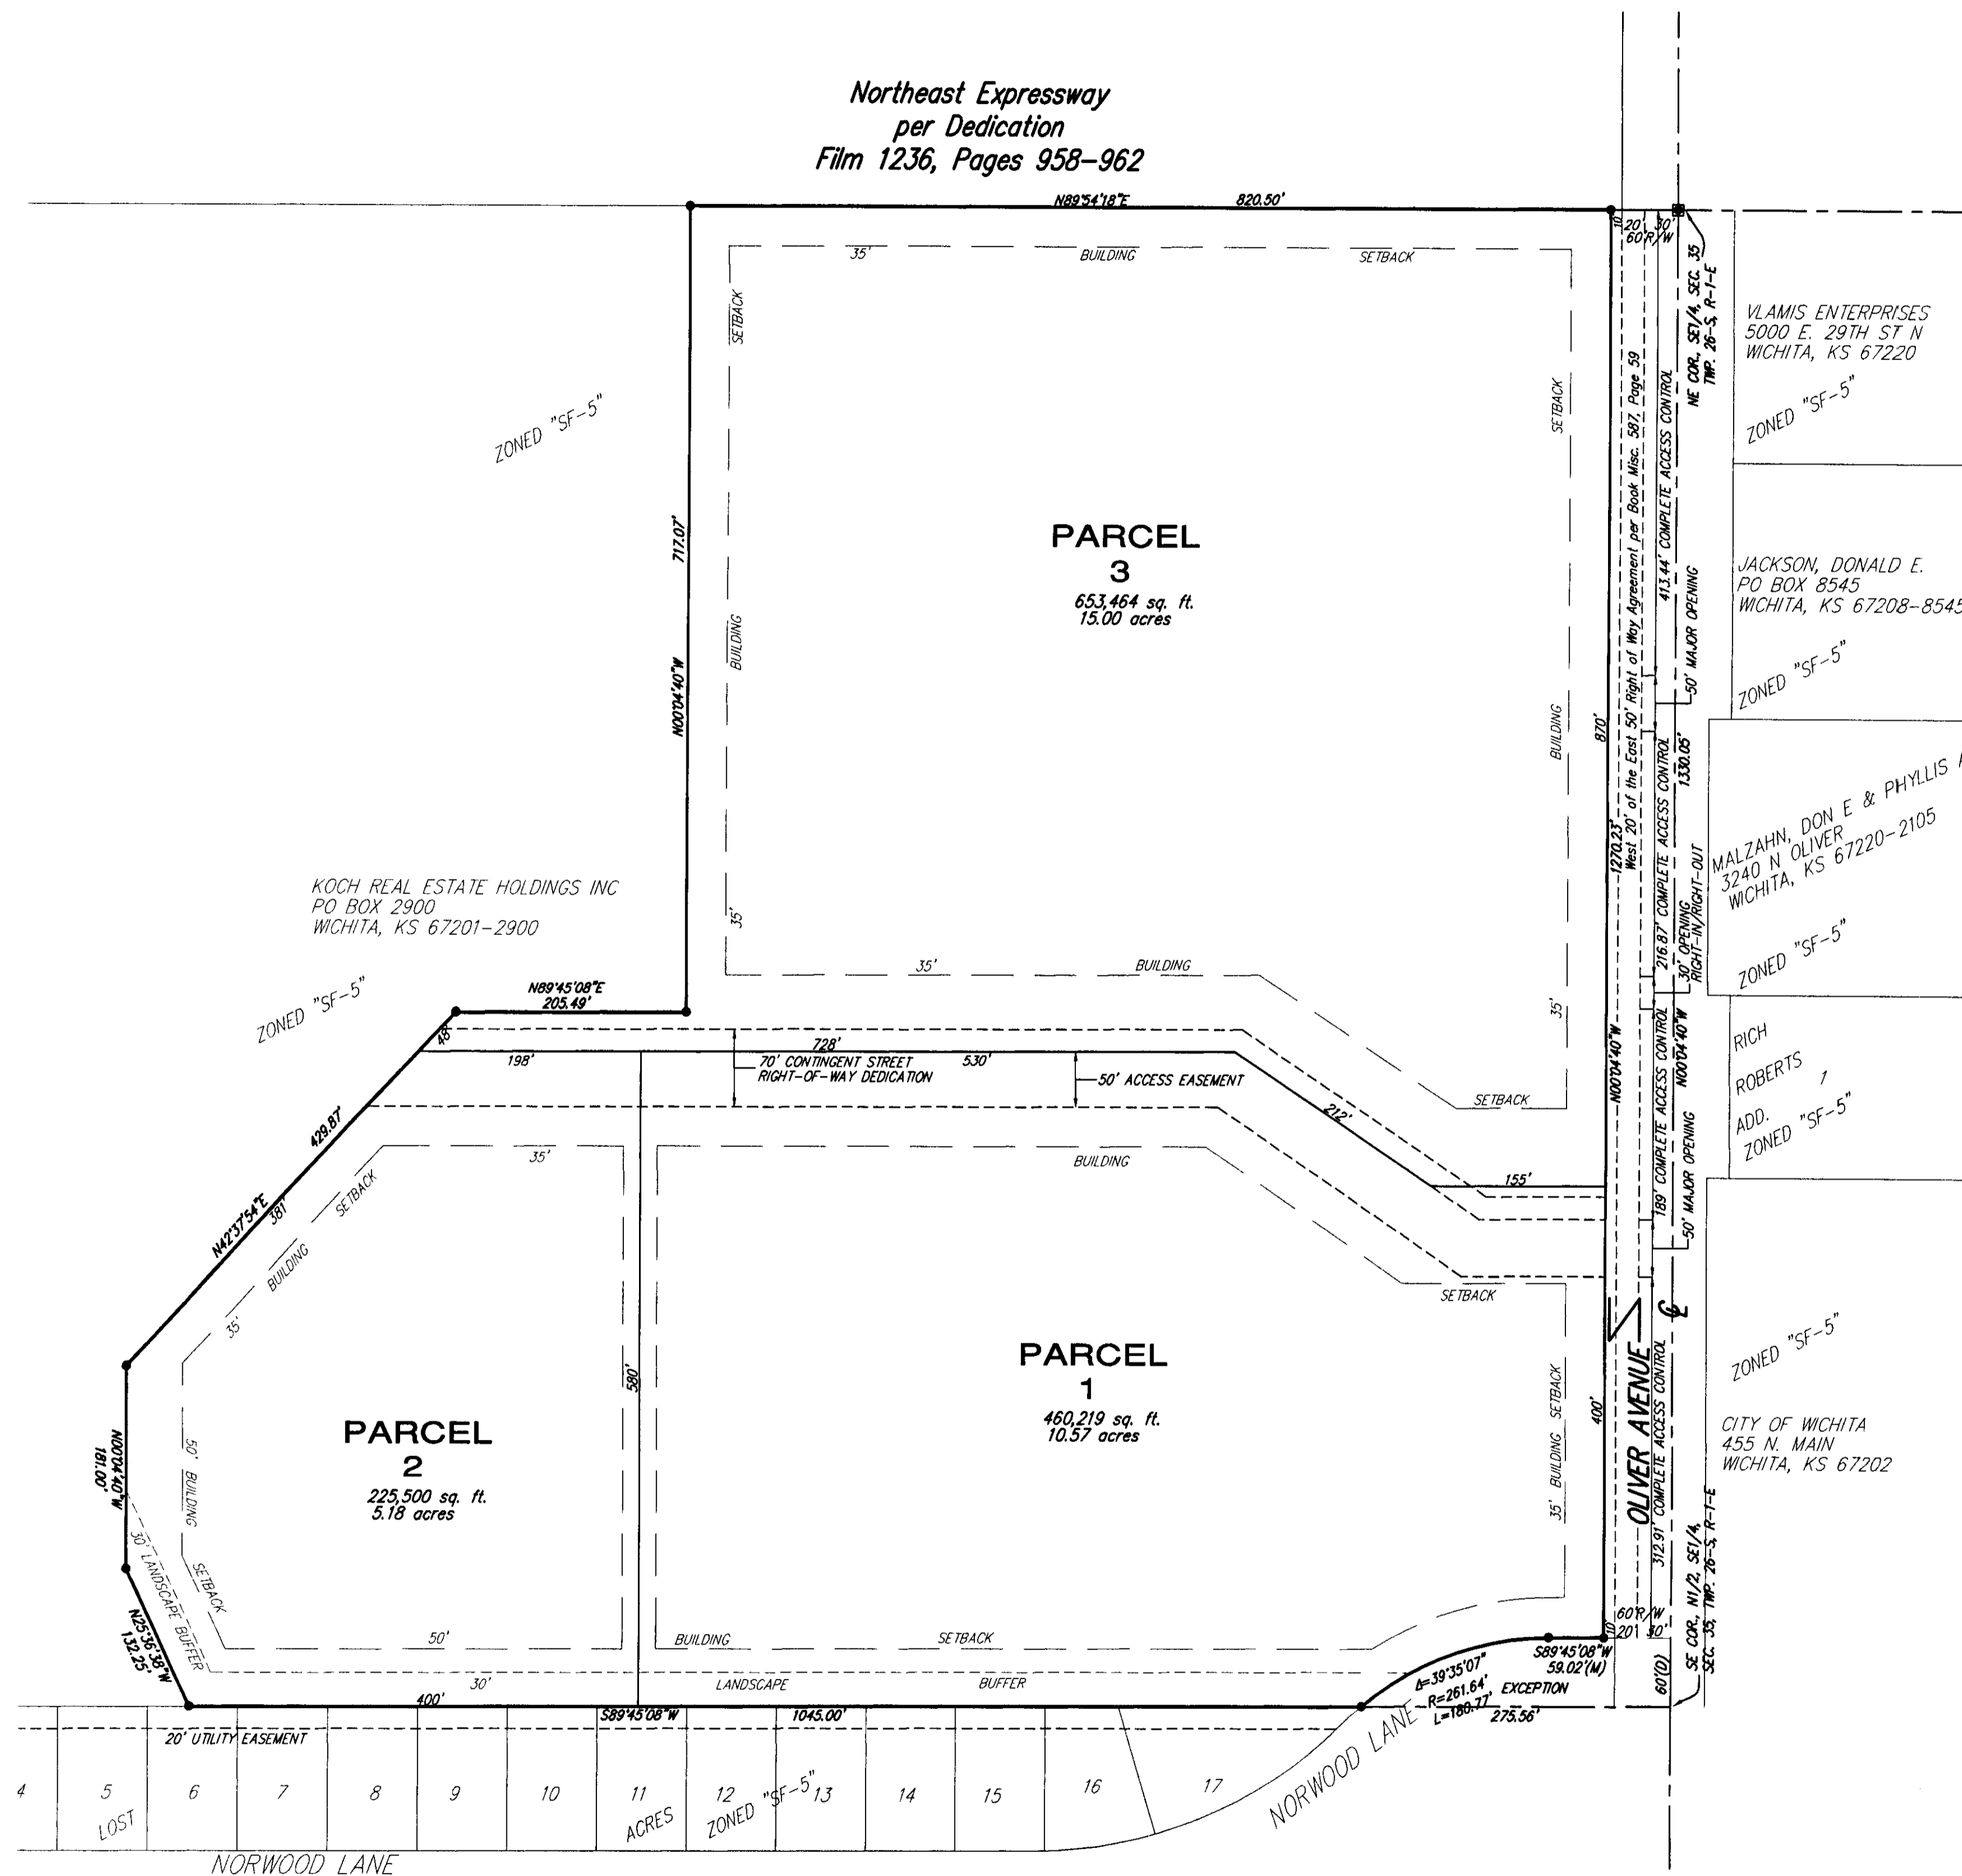 Northeast Expressway
per Dedication
Film 1236, Pages 958-962
N89°54'18"E 820.50'
10' 20' 30'
60'R/W
35' BUILDING SETBACK
SETBACK
BUILDING
35'
SETBACK
BUILDING
35'
ZONED "SF-5"
717.07'
N00°04'40"W
PARCEL
3
653,464 sq. ft.
15.00 acres
870'
1270.23'
N00°04'40"W
West 20' of the East 50' Right of Way Agreement per Book Misc. 587, Page 59
413.44' COMPLETE ACCESS CONTROL
50' MAJOR OPENING
216.87' COMPLETE ACCESS CONTROL
1330.05'
30' OPENING
RIGHT-IN/RIGHT-OUT
189' COMPLETE ACCESS CONTROL
N00°04'40"W
50' MAJOR OPENING
312.91' COMPLETE ACCESS CONTROL
NE COR., SE1/4, SEC. 35
TWP. 26-S, R-1-E
VLAMIS ENTERPRISES
5000 E. 29TH ST N
WICHITA, KS 67220
ZONED "SF-5"
JACKSON, DONALD E.
PO BOX 8545
WICHITA, KS 67208-8545
ZONED "SF-5"
MALZAHN, DON E & PHYLLIS
3240 N OLIVER
WICHITA, KS 67220-2105
ZONED "SF-5"
RICH
ROBERTS
1
ADD.
ZONED "SF-5"
ZONED "SF-5"
CITY OF WICHITA
455 N. MAIN
WICHITA, KS 67202
KOCH REAL ESTATE HOLDINGS INC
PO BOX 2900
WICHITA, KS 67201-2900
ZONED "SF-5"
N89°45'08"E
205.49'
35' BUILDING
SETBACK
48'
198'
728'
530'
70' CONTINGENT STREET
RIGHT-OF-WAY DEDICATION
50' ACCESS EASEMENT
212'
155'
429.87'
N42°37'54"E
381'
35'
SETBACK
BUILDING
35'
BUILDING
SETBACK
580'
PARCEL
2
225,500 sq. ft.
5.18 acres
PARCEL
1
460,219 sq. ft.
10.57 acres
35' BUILDING SETBACK
400'
OLIVER AVENUE
℄
N00°04'40"W
181.00'
50' BUILDING
SETBACK
30' LANDSCAPE BUFFER
N25°36'38"W
132.25'
50' BUILDING SETBACK
30' LANDSCAPE BUFFER
400' S89°45'08"W 1045.00'
60'R/W
10' 20' 30'
S89°45'08"W
59.02'(M)
60'(D)
SE COR., N1/2, SE1/4,
SEC. 35, TWP. 26-S, R-1-E
Δ=39°35'07"
R=261.64'
L=180.77'
EXCEPTION
275.56'
20' UTILITY EASEMENT
4 5 6 7 8 9 10 11 12 13 14 15 16 17
LOST ACRES
ZONED "SF-5"
NORWOOD LANE
NORWOOD LANE